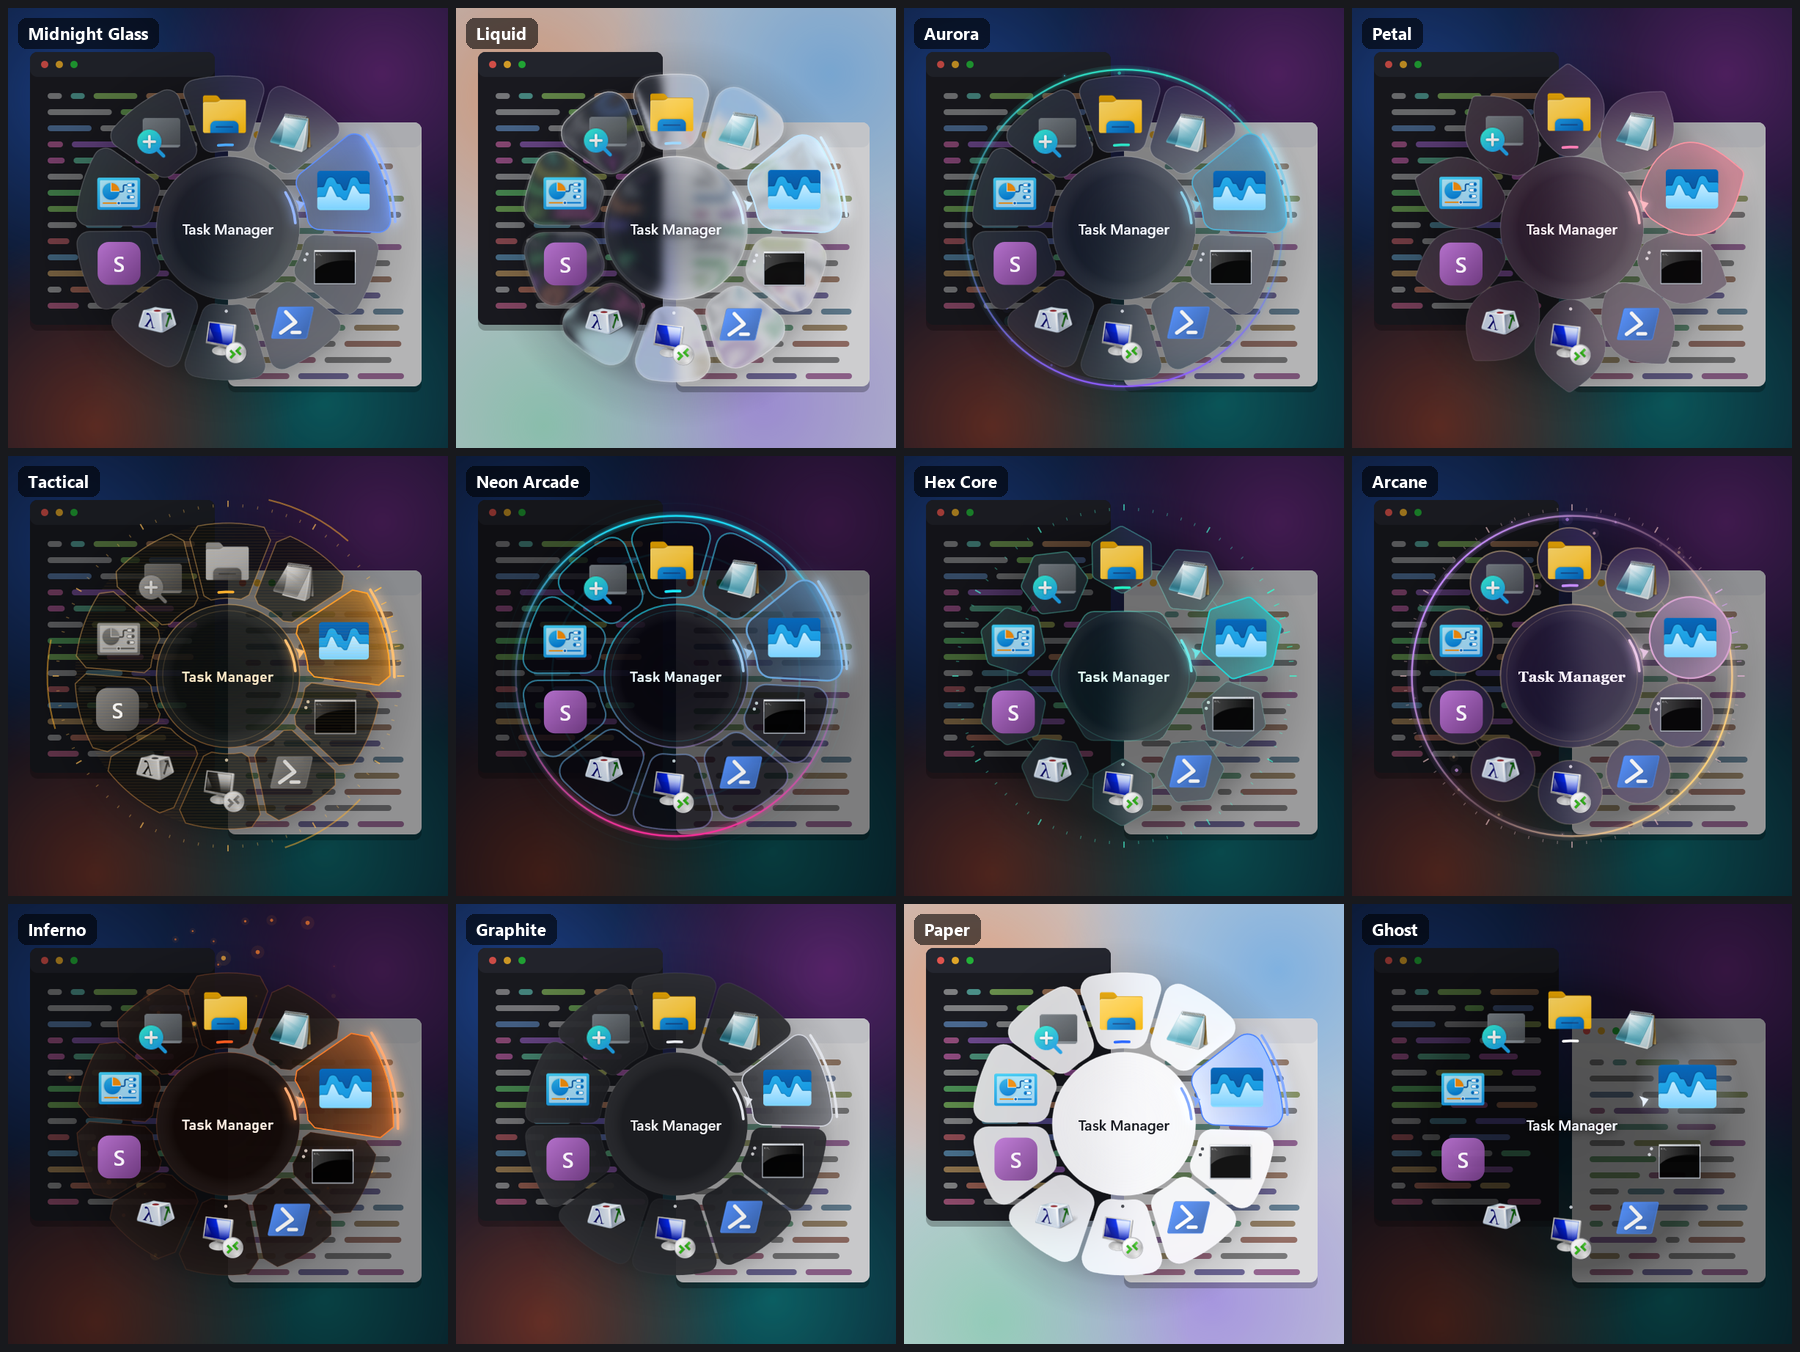 Midnight Glass
Task Manager
S
λ
Liquid
Task Manager
S
λ
Aurora
Task Manager
S
λ
Petal
Task Manager
S
λ
Tactical
Task Manager
S
λ
Neon Arcade
Task Manager
S
λ
Hex Core
Task Manager
S
λ
Arcane
Task Manager
S
λ
Inferno
Task Manager
S
λ
Graphite
Task Manager
S
λ
Paper
Task Manager
S
λ
Ghost
Task Manager
S
λ